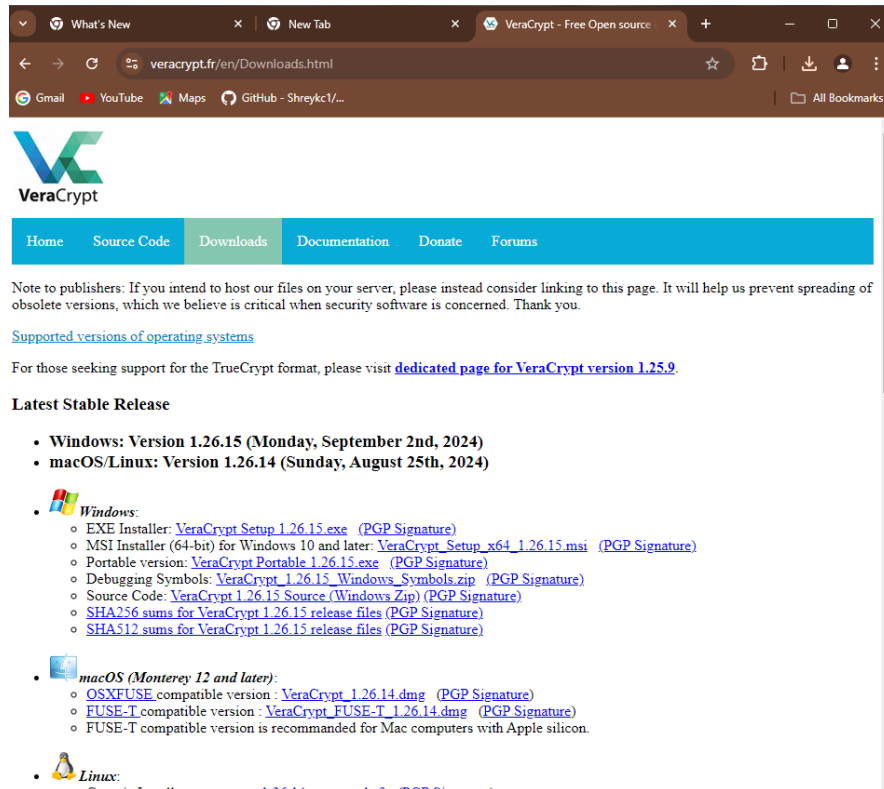 What's New
New Tab
VeraCrypt - Free Open source
veracrypt.fr/en/Downloads.html
Gmail YouTube Maps GitHub - Shreykc1/... All Bookmarks
VeraCrypt
Home Source Code Downloads Documentation Donate Forums
Note to publishers: If you intend to host our files on your server, please instead consider linking to this page. It will help us prevent spreading of
obsolete versions, which we believe is critical when security software is concerned. Thank you.
Supported versions of operating systems
For those seeking support for the TrueCrypt format, please visit dedicated page for VeraCrypt version 1.25.9.
Latest Stable Release
Windows: Version 1.26.15 (Monday, September 2nd, 2024)
macOS/Linux: Version 1.26.14 (Sunday, August 25th, 2024)
Windows:
EXE Installer: VeraCrypt Setup 1.26.15.exe (PGP Signature)
MSI Installer (64-bit) for Windows 10 and later: VeraCrypt_Setup_x64_1.26.15.msi (PGP Signature)
Portable version: VeraCrypt Portable 1.26.15.exe (PGP Signature)
Debugging Symbols: VeraCrypt_1.26.15_Windows_Symbols.zip (PGP Signature)
Source Code: VeraCrypt 1.26.15 Source (Windows Zip) (PGP Signature)
SHA256 sums for VeraCrypt 1.26.15 release files (PGP Signature)
SHA512 sums for VeraCrypt 1.26.15 release files (PGP Signature)
macOS (Monterey 12 and later):
OSXFUSE compatible version : VeraCrypt_1.26.14.dmg (PGP Signature)
FUSE-T compatible version : VeraCrypt_FUSE-T_1.26.14.dmg (PGP Signature)
FUSE-T compatible version is recommanded for Mac computers with Apple silicon.
Linux: